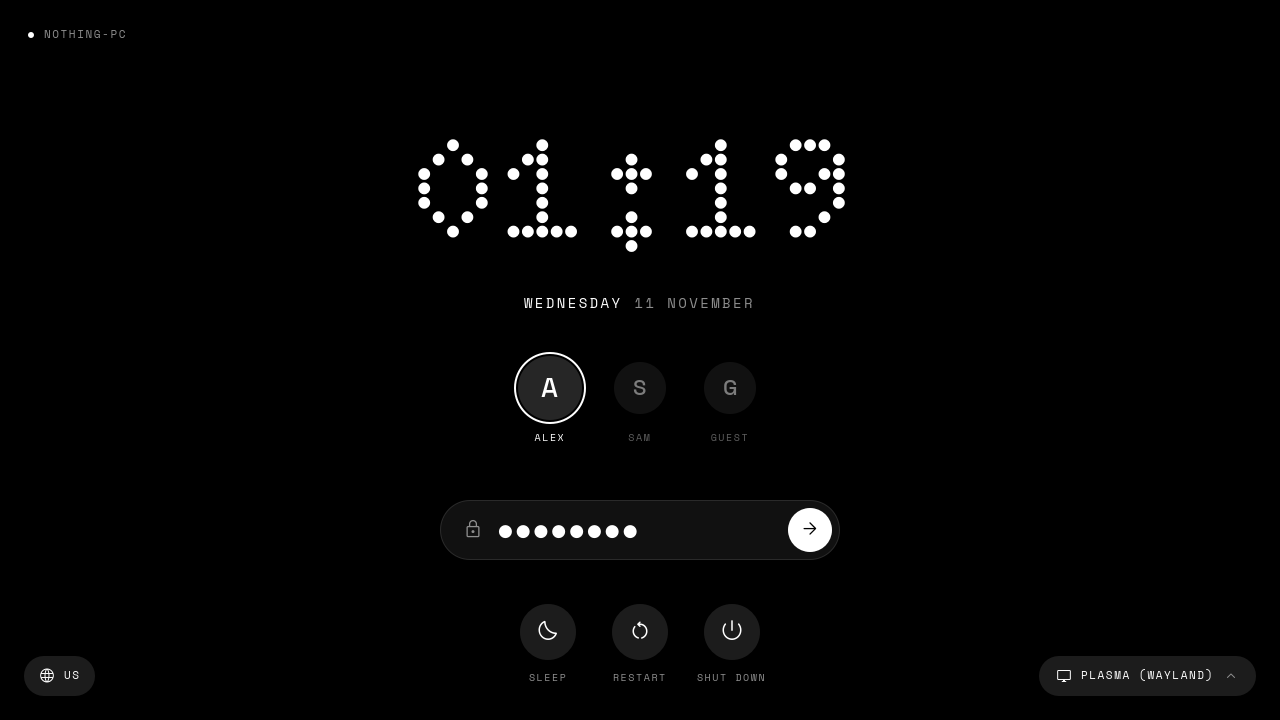 NOTHING-PC
01:19
WEDNESDAY 11 NOVEMBER
A S G
ALEX SAM GUEST
SLEEP RESTART SHUT DOWN
US
PLASMA (WAYLAND)